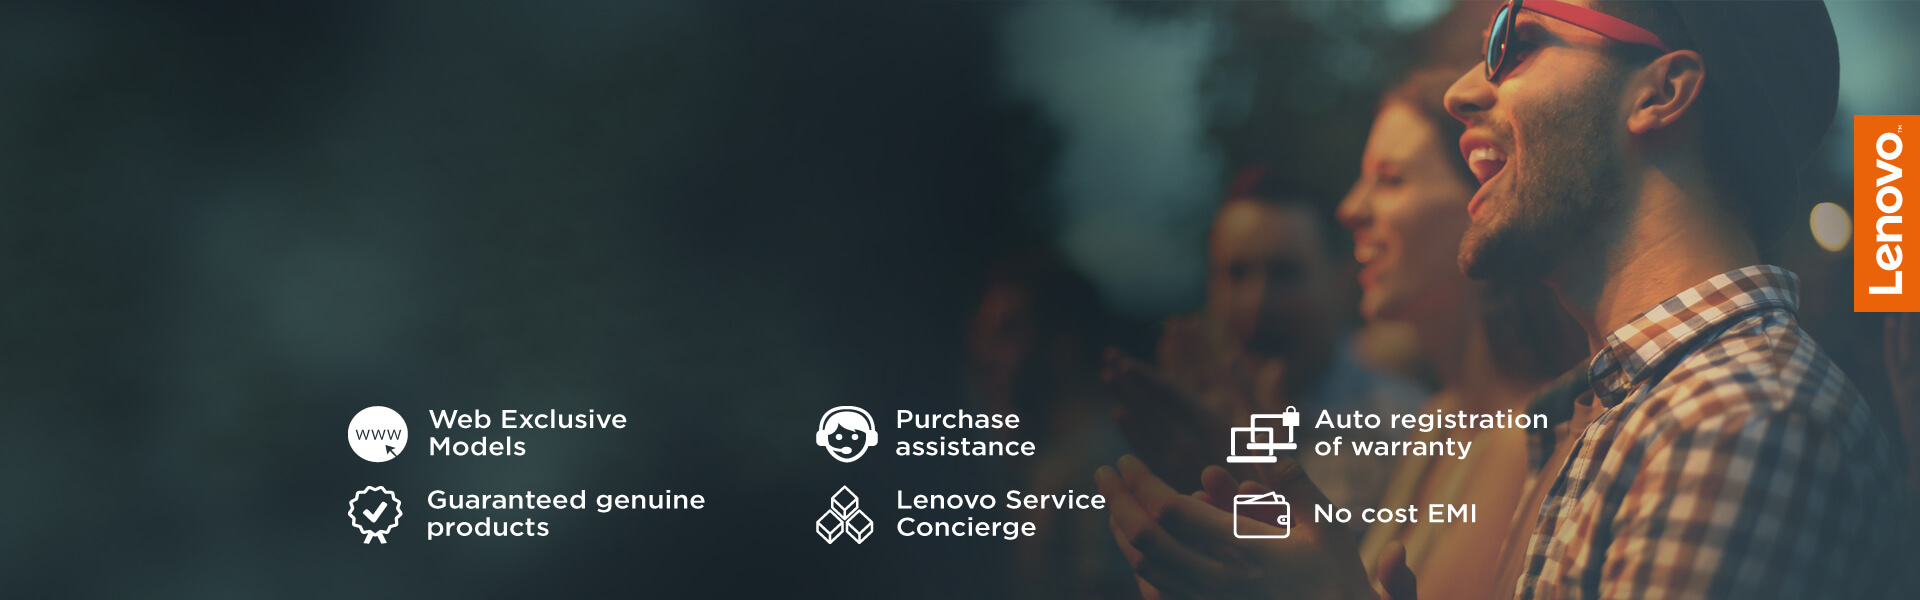 Lenovo™
www
Web Exclusive
Models
Purchase
assistance
Auto registration
of warranty
Guaranteed genuine
products
Lenovo Service
Concierge
No cost EMI